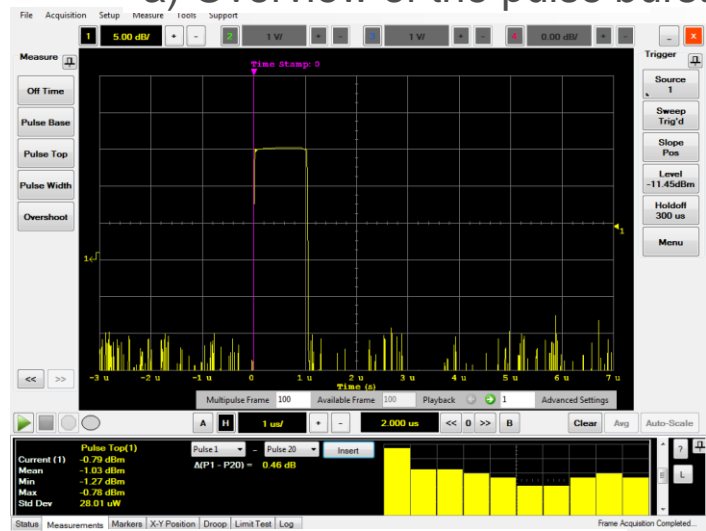 a) Overview of the pulse burst
File Acquisition Setup Measure Tools Support
1 5.00 dB/ + - 2 1 V/ + - 3 1 V/ + - 4 0.00 dB/ + - _ X
Measure
Off Time
Pulse Base
Pulse Top
Pulse Width
Overshoot
<< >>
Time Stamp: 0
1
1
-3 u -2 u -1 u 0 1 u 2 u 3 u 4 u 5 u 6 u 7 u
Time (s)
Trigger
Source
1
Sweep
Trig'd
Slope
Pos
Level
-11.45dBm
Holdoff
300 us
Menu
Multipulse Frame 100 Available Frame 100 Playback 1 Advanced Settings
A H 1 us/ + - 2.000 us << 0 >> B Clear Avg Auto-Scale
Pulse Top(1)
Current (1) -0.79 dBm
Mean -1.03 dBm
Min -1.27 dBm
Max -0.78 dBm
Std Dev 28.01 uW
Pulse 1 - Pulse 20 Insert
Δ(P1 - P20) = 0.46 dB
?
L
Status Measurements Markers X-Y Position Droop Limit Test Log Frame Acquisition Completed...